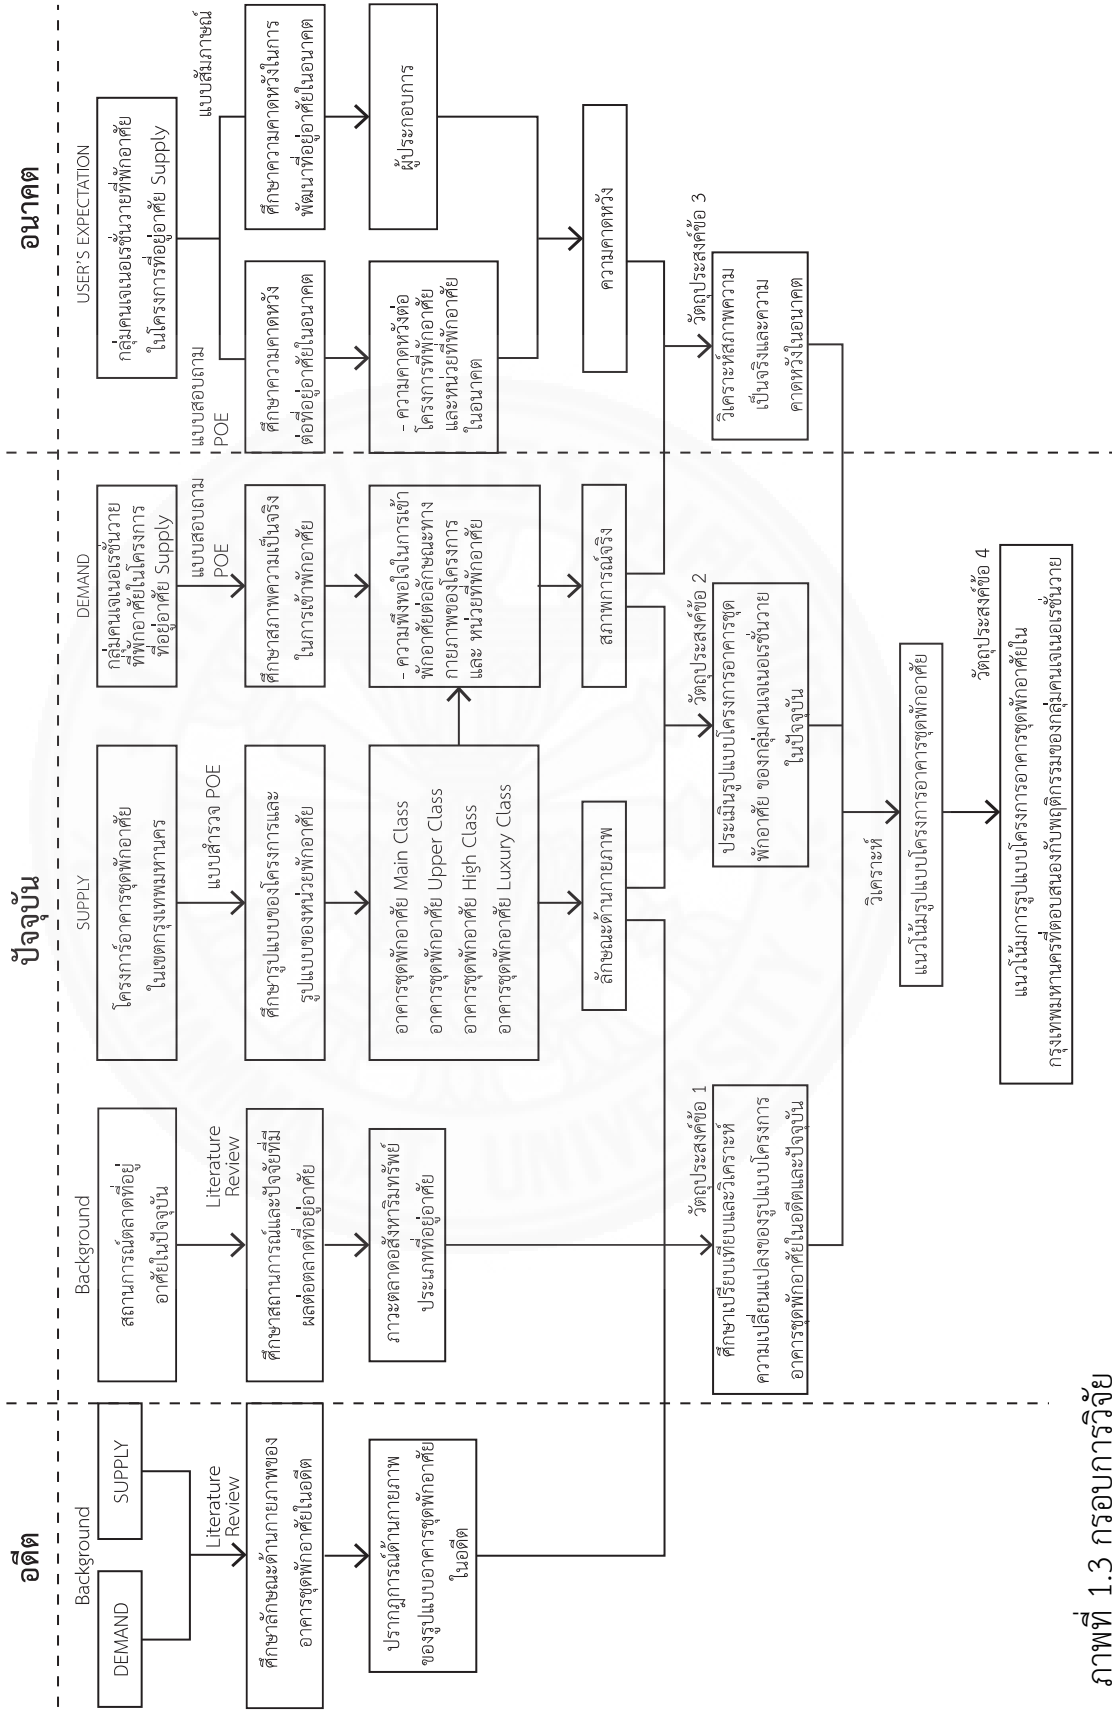 อดีต
ปัจจุบัน
อนาคต
Background
Background
SUPPLY
DEMAND
USER'S EXPECTATION
DEMAND
SUPPLY
สถานการณ์ตลาดที่อยู่
อาศัยในปัจจุบัน
โครงการ์อาคารชุดพักอาศัย
ในเขตกรุงเทพมหานคร
กลุ่มคนเจเนอเรชั่นวาย
ที่พักอาศัยในโครงการ
ที่อยู่อาศัย Supply
กลุ่มคนเจเนอเรชั่นวายที่พักอาศัย
ในโครงการที่อยู่อาศัย Supply
Literature
Review
Literature
Review
แบบสำรวจ POE
แบบสอบถาม
POE
แบบสอบถาม
POE
แบบสัมภาษณ์
ศึกษาลักษณะด้านกายภาพของ
อาคารชุดพักอาศัยในอดีต
ศึกษาสถานการณ์และปัจจัยที่มี
ผลต่อตลาดที่อยู่อาศัย
ศึกษารูปแบบของโครงการและ
รูปแบบของหน่วยพักอาศัย
ศึกษาสภาพความเป็นจริง
ในการเข้าพักอาศัย
ศึกษาความคาดหวัง
ต่อที่อยู่อาศัยในอนาคต
ศึกษาความคาดหวังในการ
พัฒนาที่อยู่อาศัยในอนาคต
ปรากฏการณ์ด้านกายภาพ
ของรูปแบบอาคารชุดพักอาศัย
ในอดีต
ภาวะตลาดอสังหาริมทรัพย์
ประเภทที่อยู่อาศัย
อาคารชุดพักอาศัย Main Class
อาคารชุดพักอาศัย Upper Class
อาคารชุดพักอาศัย High Class
อาคารชุดพักอาศัย Luxury Class
- ความพึงพอใจในการเข้า
พักอาศัยต่อลักษณะทาง
กายภาพของโครงการ
และ หน่วยที่พักอาศัย
- ความคาดหวังต่อ
โครงการที่พักอาศัย
และหน่วยที่พักอาศัย
ในอนาคต
ผู้ประกอบการ
ลักษณะด้านกายภาพ
สภาพการณ์จริง
ความคาดหวัง
วัตถุประสงค์ข้อ 1
ศึกษาเปรียบเทียบและวิเคราะห์
ความเปลี่ยนแปลงของรูปแบบโครงการ
อาคารชุดพักอาศัยในอดีตและปัจจุบัน
วัตถุประสงค์ข้อ 2
ประเมินรูปแบบโครงการอาคารชุด
พักอาศัย ของกลุ่มคนเจเนอเรชั่นวาย
ในปัจจุบัน
วัตถุประสงค์ข้อ 3
วิเคราะห์สภาพความ
เป็นจริงและความ
คาดหวังในอนาคต
วิเคราะห์
แนวโน้มรูปแบบโครงการอาคารชุดพักอาศัย
วัตถุประสงค์ข้อ 4
แนวโน้มการรูปแบบโครงการอาคารชุดพักอาศัยใน
กรุงเทพมหานครที่ตอบสนองกับพฤติกรรมของกลุ่มคนเจเนอเรชั่นวาย
ภาพที่ 1.3 กรอบการวิจัย